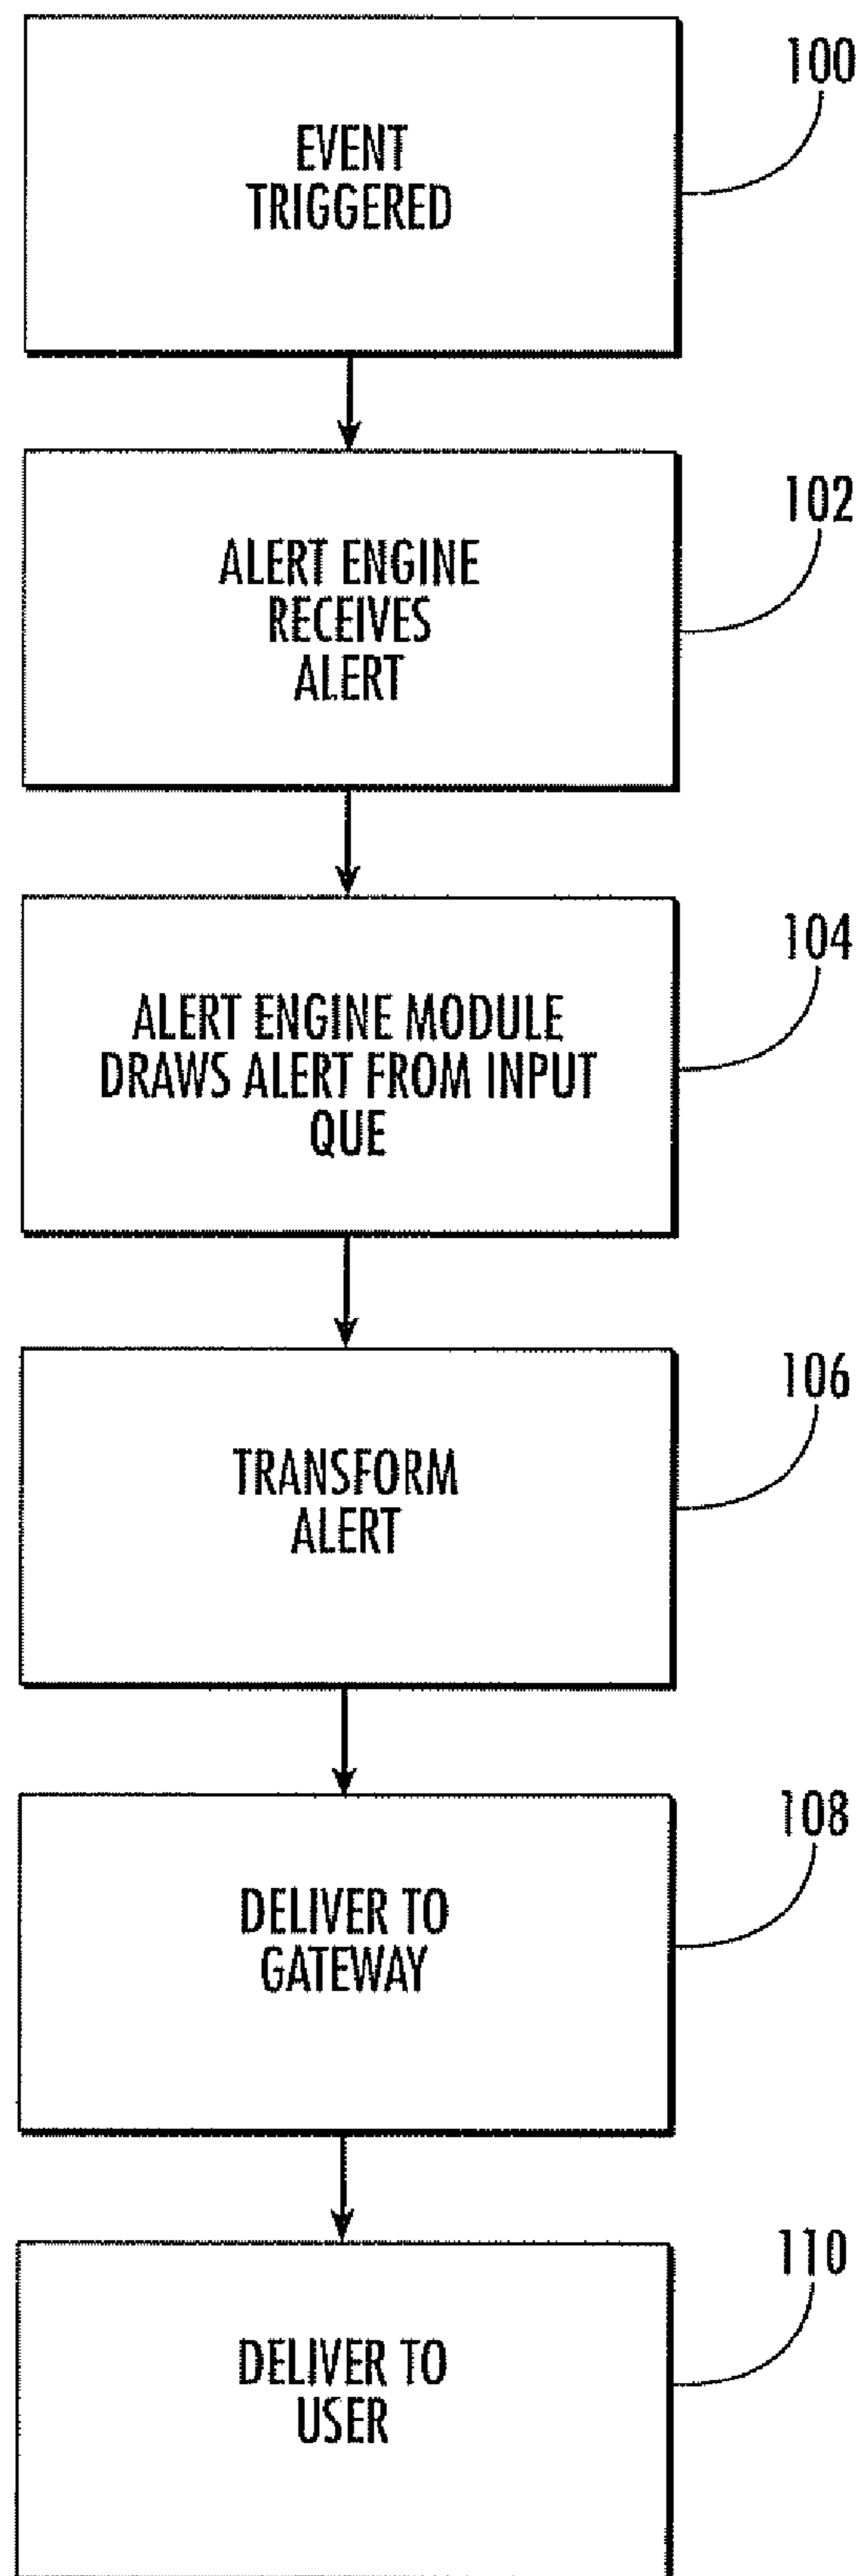 100
EVENT
TRIGGERED
102
ALERT ENGINE
RECEIVES
ALERT
104
ALERT ENGINE MODULE
DRAWS ALERT FROM INPUT
QUE
106
TRANSFORM
ALERT
108
DELIVER TO
GATEWAY
110
DELIVER TO
USER